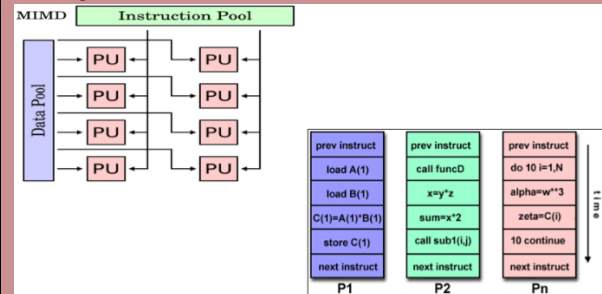 MIMD
Instruction Pool
Data Pool
PU PU
PU PU
PU PU
PU PU
prev instruct
load A(1)
load B(1)
C(1)=A(1)*B(1)
store C(1)
next instruct
P1
prev instruct
call funcD
x=y*z
sum=x*2
call sub1(i,j)
next instruct
P2
prev instruct
do 10 i=1,N
alpha=w**3
zeta=C(i)
10 continue
next instruct
Pn
time